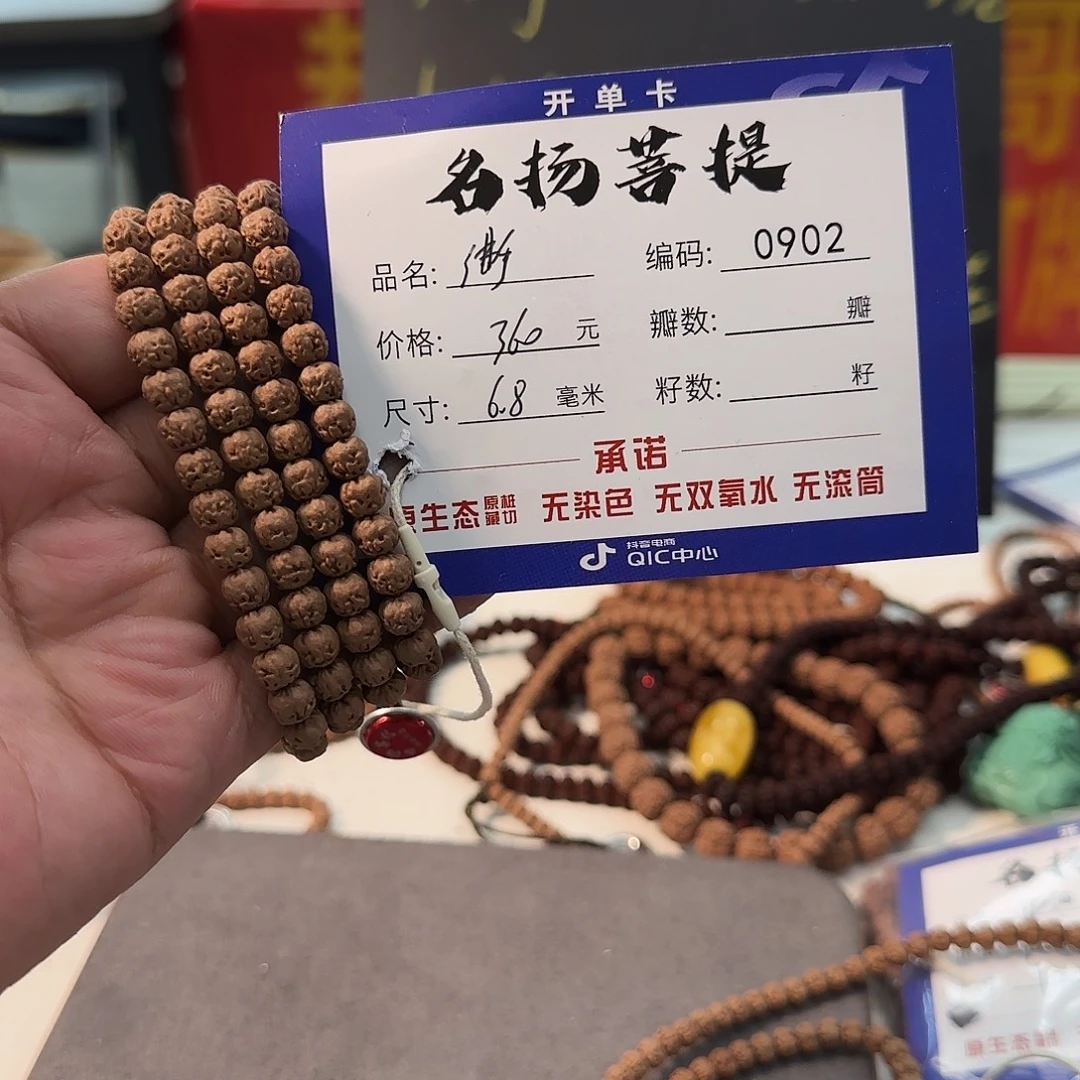 开单卡
名扬菩提
品名: 编码: 0902
价格: 360 元 瓣数: 瓣
尺寸: 6.8 毫米 籽数: 籽
承诺
原生态 原桩藏切 无染色 无双氧水 无滚筒
抖音电商
QIC中心